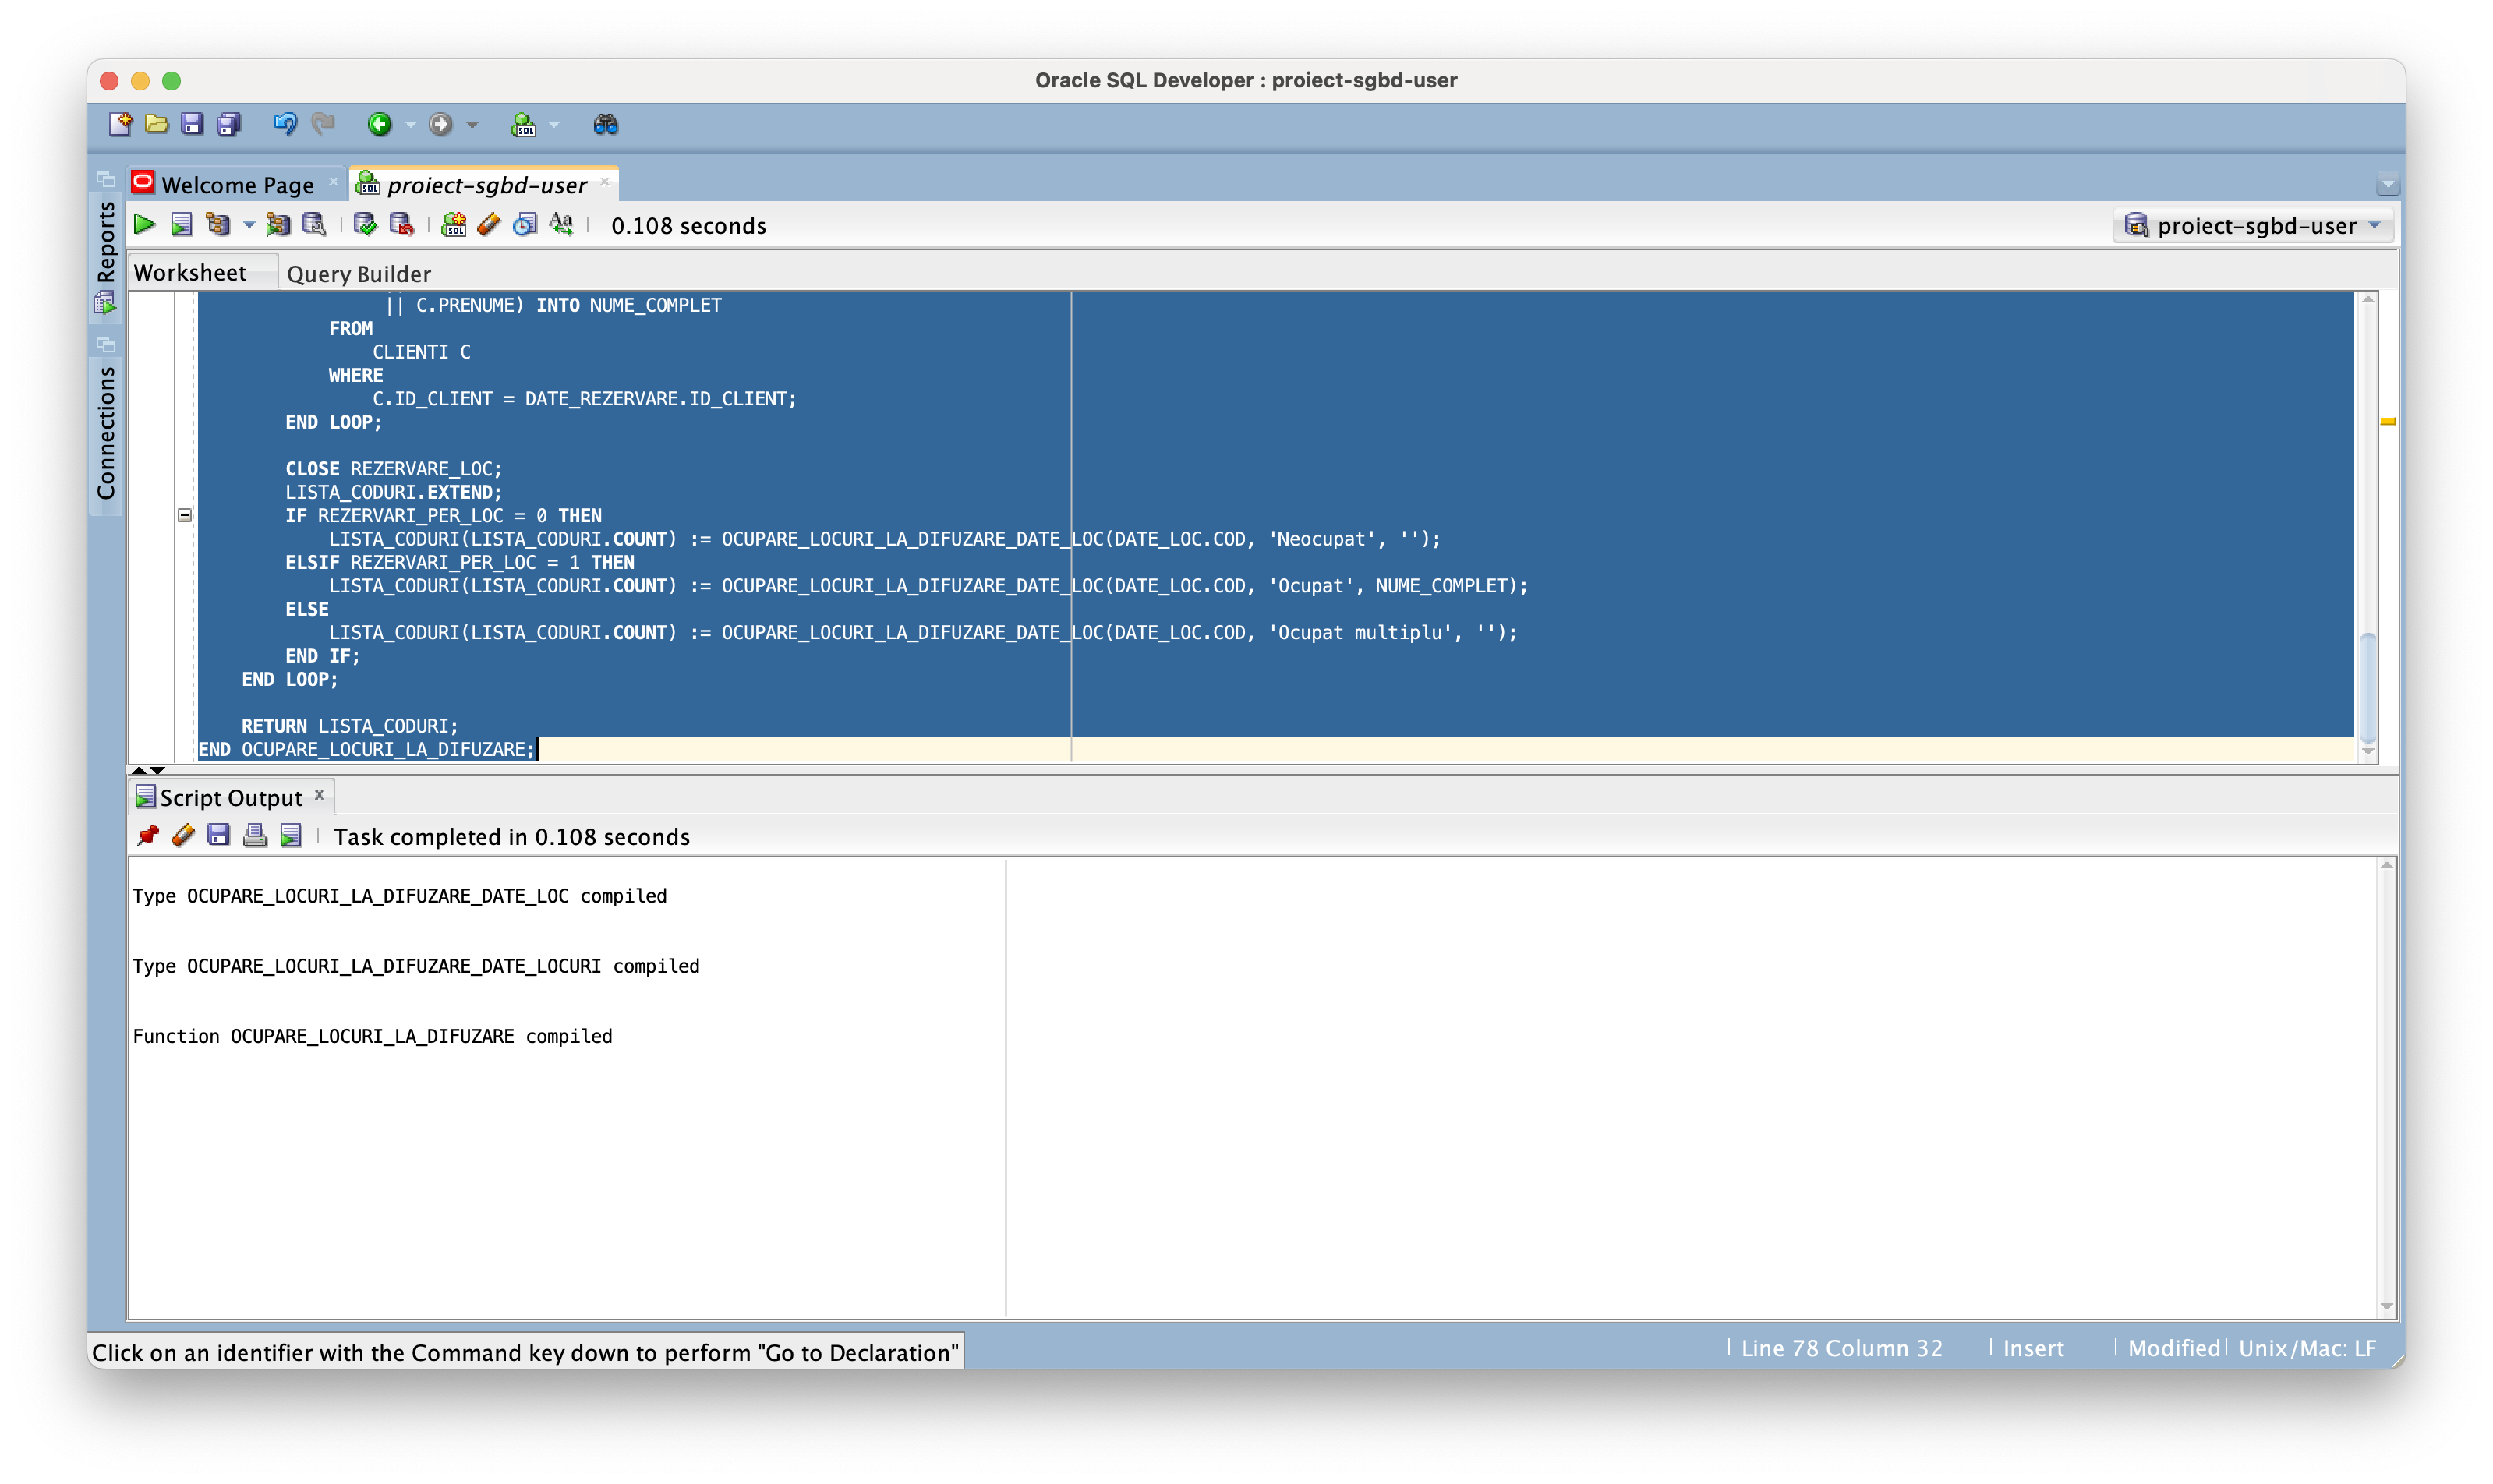 Oracle SQL Developer : proiect-sgbd-user
Welcome Page
proiect-sgbd-user
0.108 seconds
proiect-sgbd-user
Reports
Connections
Worksheet
Query Builder
|| C.PRENUME) INTO NUME_COMPLET
FROM
CLIENTI C
WHERE
C.ID_CLIENT = DATE_REZERVARE.ID_CLIENT;
END LOOP;
CLOSE REZERVARE_LOC;
LISTA_CODURI.EXTEND;
IF REZERVARI_PER_LOC = 0 THEN
LISTA_CODURI(LISTA_CODURI.COUNT) := OCUPARE_LOCURI_LA_DIFUZARE_DATE_LOC(DATE_LOC.COD, 'Neocupat', '');
ELSIF REZERVARI_PER_LOC = 1 THEN
LISTA_CODURI(LISTA_CODURI.COUNT) := OCUPARE_LOCURI_LA_DIFUZARE_DATE_LOC(DATE_LOC.COD, 'Ocupat', NUME_COMPLET);
ELSE
LISTA_CODURI(LISTA_CODURI.COUNT) := OCUPARE_LOCURI_LA_DIFUZARE_DATE_LOC(DATE_LOC.COD, 'Ocupat multiplu', '');
END IF;
END LOOP;
RETURN LISTA_CODURI;
END OCUPARE_LOCURI_LA_DIFUZARE;
Script Output
Task completed in 0.108 seconds
Type OCUPARE_LOCURI_LA_DIFUZARE_DATE_LOC compiled
Type OCUPARE_LOCURI_LA_DIFUZARE_DATE_LOCURI compiled
Function OCUPARE_LOCURI_LA_DIFUZARE compiled
Click on an identifier with the Command key down to perform "Go to Declaration"
Line 78 Column 32
Insert
Modified
Unix/Mac: LF